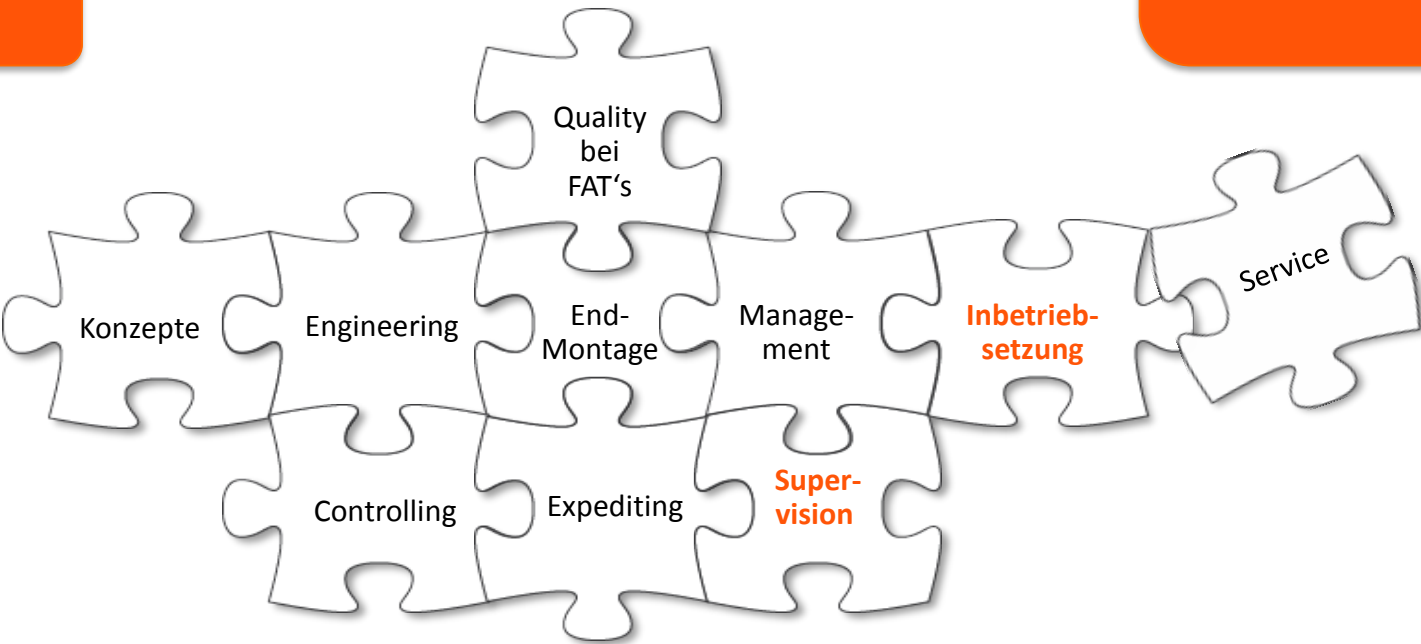 Quality
bei
FAT‘s
Konzepte
Engineering
End-
Montage
Manage-
ment
Inbetrieb-
setzung
Service
Controlling
Expediting
Super-
vision